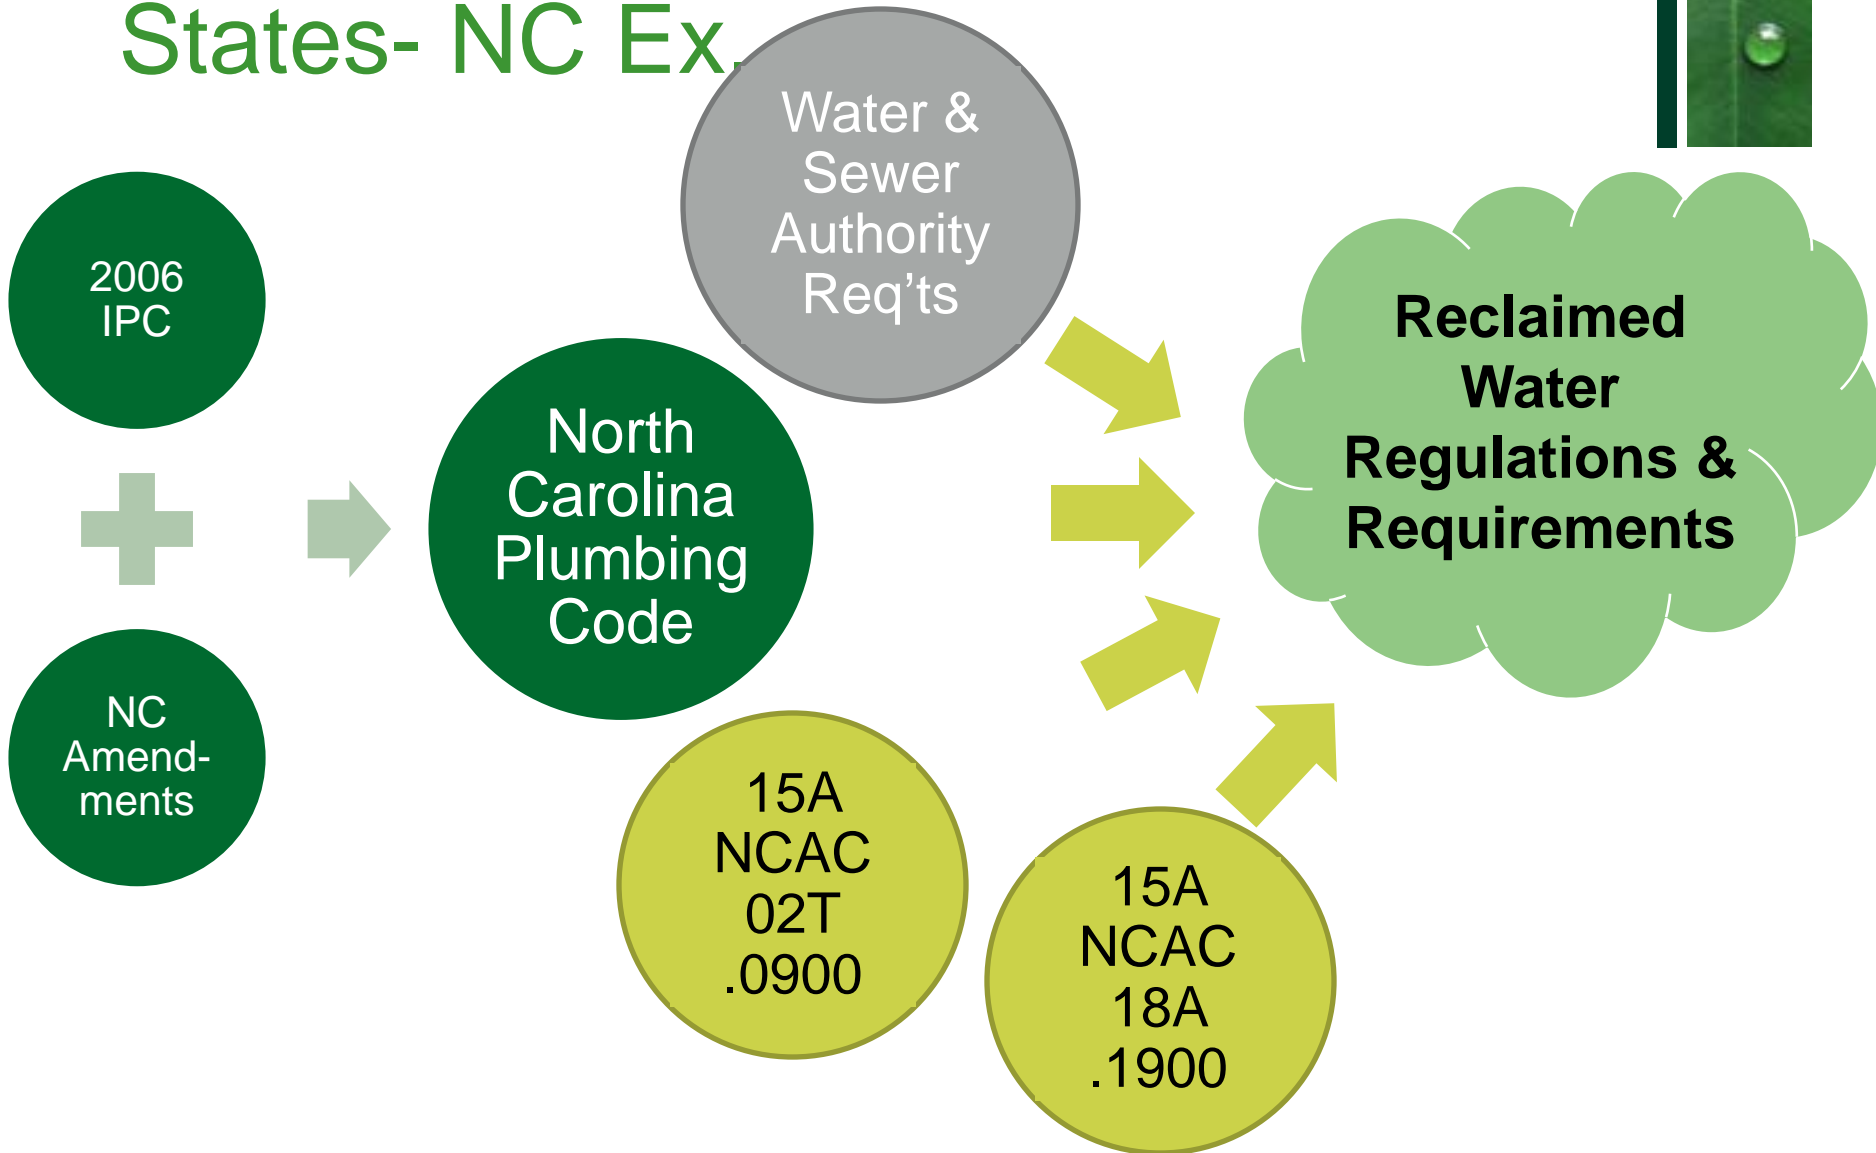 States- NC Ex.
Water &
Sewer
Authority
Req’ts
2006
IPC
North
Carolina
Plumbing
Code
NC
Amend-
ments
15A
NCAC
02T
.0900
15A
NCAC
18A
.1900
Reclaimed
Water
Regulations &
Requirements